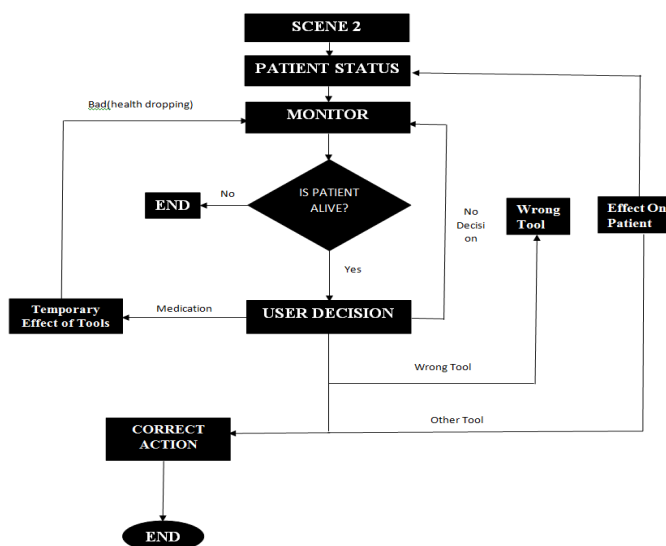 SCENE 2
PATIENT STATUS
Bad(health dropping)
MONITOR
IS PATIENT
ALIVE?
No
END
No
Decisi
on
Wrong
Tool
Effect On
Patient
Yes
Temporary
Effect of Tools
Medication
USER DECISION
Wrong Tool
Other Tool
CORRECT
ACTION
END